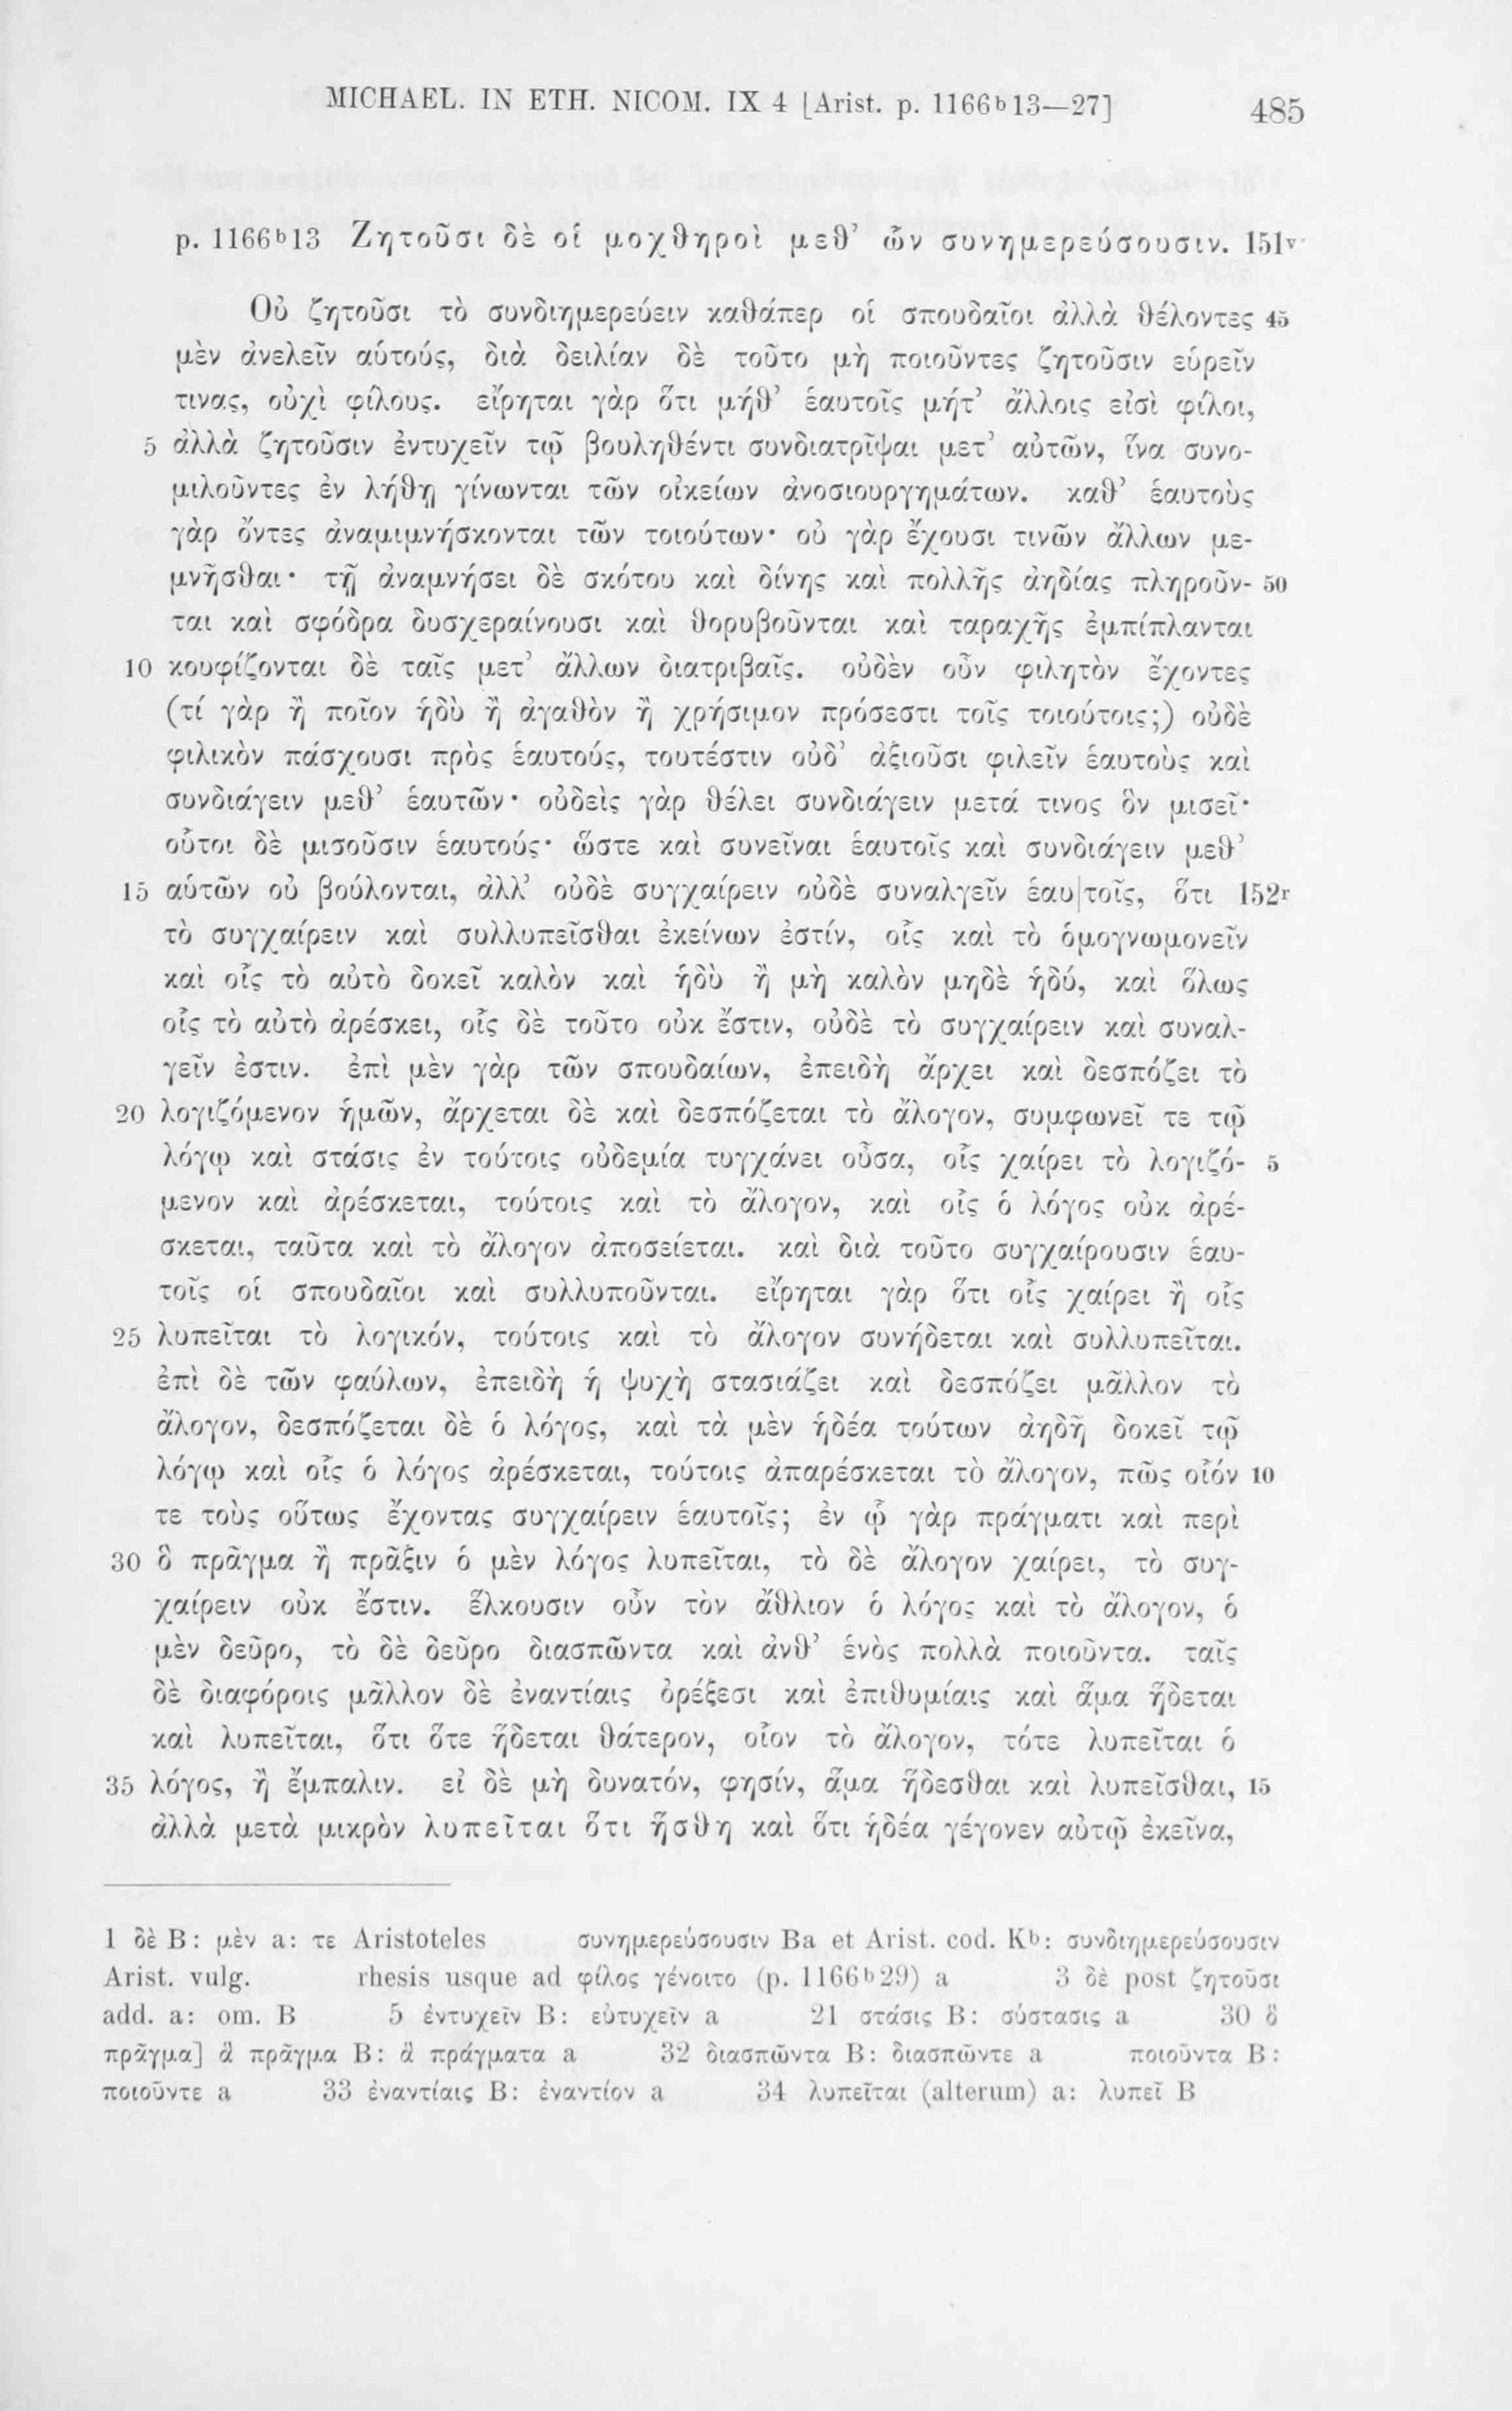 MICHAEL. IN ETH. NICOM. IX 4 [Arist. p. 1166ᵇ13—27] 485
p. 1166ᵇ13 Ζητοῦσι δὲ οἱ μοχθηροὶ μεθ’ ὧν συνημερεύσουσιν. 151ᵛ
Οὐ ζητοῦσι τὸ συνδιημερεύειν καθάπερ οἱ σπουδαῖοι ἀλλὰ θέλοντες 45
μὲν ἀνελεῖν αὑτούς, διὰ δειλίαν δὲ τοῦτο μὴ ποιοῦντες ζητοῦσιν εὑρεῖν
τινας, οὐχὶ φίλους. εἴρηται γὰρ ὅτι μήθ’ ἑαυτοῖς μήτ’ ἄλλοις εἰσὶ φίλοι,
5 ἀλλὰ ζητοῦσιν ἐντυχεῖν τῷ βουληθέντι συνδιατρῖψαι μετ’ αὐτῶν, ἵνα συνο-
μιλοῦντες ἐν λήθῃ γίνωνται τῶν οἰκείων ἀνοσιουργημάτων. καθ’ ἑαυτοὺς
γὰρ ὄντες ἀναμιμνήσκονται τῶν τοιούτων· οὐ γὰρ ἔχουσι τινῶν ἄλλων με-
μνῆσθαι· τῇ ἀναμνήσει δὲ σκότου καὶ δίνης καὶ πολλῆς ἀηδίας πληροῦν- 50
ται καὶ σφόδρα δυσχεραίνουσι καὶ θορυβοῦνται καὶ ταραχῆς ἐμπίπλανται
10 κουφίζονται δὲ ταῖς μετ’ ἄλλων διατριβαῖς. οὐδὲν οὖν φιλητὸν ἔχοντες
(τί γὰρ ἢ ποῖον ἡδὺ ἢ ἀγαθὸν ἢ χρήσιμον πρόσεστι τοῖς τοιούτοις;) οὐδὲ
φιλικὸν πάσχουσι πρὸς ἑαυτούς, τουτέστιν οὐδ’ ἀξιοῦσι φιλεῖν ἑαυτοὺς καὶ
συνδιάγειν μεθ’ ἑαυτῶν· οὐδεὶς γὰρ θέλει συνδιάγειν μετά τινος ὃν μισεῖ·
οὗτοι δὲ μισοῦσιν ἑαυτούς· ὥστε καὶ συνεῖναι ἑαυτοῖς καὶ συνδιάγειν μεθ’
15 αὑτῶν οὐ βούλονται, ἀλλ’ οὐδὲ συγχαίρειν οὐδὲ συναλγεῖν ἑαυ|τοῖς, ὅτι 152ʳ
τὸ συγχαίρειν καὶ συλλυπεῖσθαι ἐκείνων ἐστίν, οἷς καὶ τὸ ὁμογνωμονεῖν
καὶ οἷς τὸ αὐτὸ δοκεῖ καλὸν καὶ ἡδὺ ἢ μὴ καλὸν μηδὲ ἡδύ, καὶ ὅλως
οἷς τὸ αὐτὸ ἀρέσκει, οἷς δὲ τοῦτο οὐκ ἔστιν, οὐδὲ τὸ συγχαίρειν καὶ συναλ-
γεῖν ἐστιν. ἐπὶ μὲν γὰρ τῶν σπουδαίων, ἐπειδὴ ἄρχει καὶ δεσπόζει τὸ
20 λογιζόμενον ἡμῶν, ἄρχεται δὲ καὶ δεσπόζεται τὸ ἄλογον, συμφωνεῖ τε τῷ
λόγῳ καὶ στάσις ἐν τούτοις οὐδεμία τυγχάνει οὖσα, οἷς χαίρει τὸ λογιζό- 5
μενον καὶ ἀρέσκεται, τούτοις καὶ τὸ ἄλογον, καὶ οἷς ὁ λόγος οὐκ ἀρέ-
σκεται, ταῦτα καὶ τὸ ἄλογον ἀποσείεται. καὶ διὰ τοῦτο συγχαίρουσιν ἑαυ-
τοῖς οἱ σπουδαῖοι καὶ συλλυποῦνται. εἴρηται γὰρ ὅτι οἷς χαίρει ἢ οἷς
25 λυπεῖται τὸ λογικόν, τούτοις καὶ τὸ ἄλογον συνήδεται καὶ συλλυπεῖται.
ἐπὶ δὲ τῶν φαύλων, ἐπειδὴ ἡ ψυχὴ στασιάζει καὶ δεσπόζει μᾶλλον τὸ
ἄλογον, δεσπόζεται δὲ ὁ λόγος, καὶ τὰ μὲν ἡδέα τούτων ἀηδῆ δοκεῖ τῷ
λόγῳ καὶ οἷς ὁ λόγος ἀρέσκεται, τούτοις ἀπαρέσκεται τὸ ἄλογον, πῶς οἷόν 10
τε τοὺς οὕτως ἔχοντας συγχαίρειν ἑαυτοῖς; ἐν ᾧ γὰρ πράγματι καὶ περὶ
30 ὃ πρᾶγμα ἢ πρᾶξιν ὁ μὲν λόγος λυπεῖται, τὸ δὲ ἄλογον χαίρει, τὸ συγ-
χαίρειν οὐκ ἔστιν. ἕλκουσιν οὖν τὸν ἄθλιον ὁ λόγος καὶ τὸ ἄλογον, ὁ
μὲν δεῦρο, τὸ δὲ δεῦρο διασπῶντα καὶ ἀνθ’ ἑνὸς πολλὰ ποιοῦντα. ταῖς
δὲ διαφόροις μᾶλλον δὲ ἐναντίαις ὀρέξεσι καὶ ἐπιθυμίαις καὶ ἅμα ἥδεται
καὶ λυπεῖται, ὅτι ὅτε ἥδεται θάτερον, οἷον τὸ ἄλογον, τότε λυπεῖται ὁ
35 λόγος, ἢ ἔμπαλιν. εἰ δὲ μὴ δυνατόν, φησίν, ἅμα ἥδεσθαι καὶ λυπεῖσθαι, 15
ἀλλὰ μετὰ μικρὸν λυπεῖται ὅτι ἥσθη καὶ ὅτι ἡδέα γέγονεν αὐτῷ ἐκεῖνα,
1 δὲ B: μὲν a: τε Aristoteles συνημερεύσουσιν Ba et Arist. cod. Kᵇ: συνδιημερεύσουσιν
Arist. vulg. rhesis usque ad φίλος γένοιτο (p. 1166ᵇ29) a 3 δὲ post ζητοῦσι
add. a: om. B 5 ἐντυχεῖν B: εὐτυχεῖν a 21 στάσις B: σύστασις a 30 ὃ
πρᾶγμα] ἃ πρᾶγμα B: ἃ πράγματα a 32 διασπῶντα B: διασπῶντε a ποιοῦντα B:
ποιοῦντε a 33 ἐναντίαις B: ἐναντίον a 34 λυπεῖται (alterum) a: λυπεῖ B